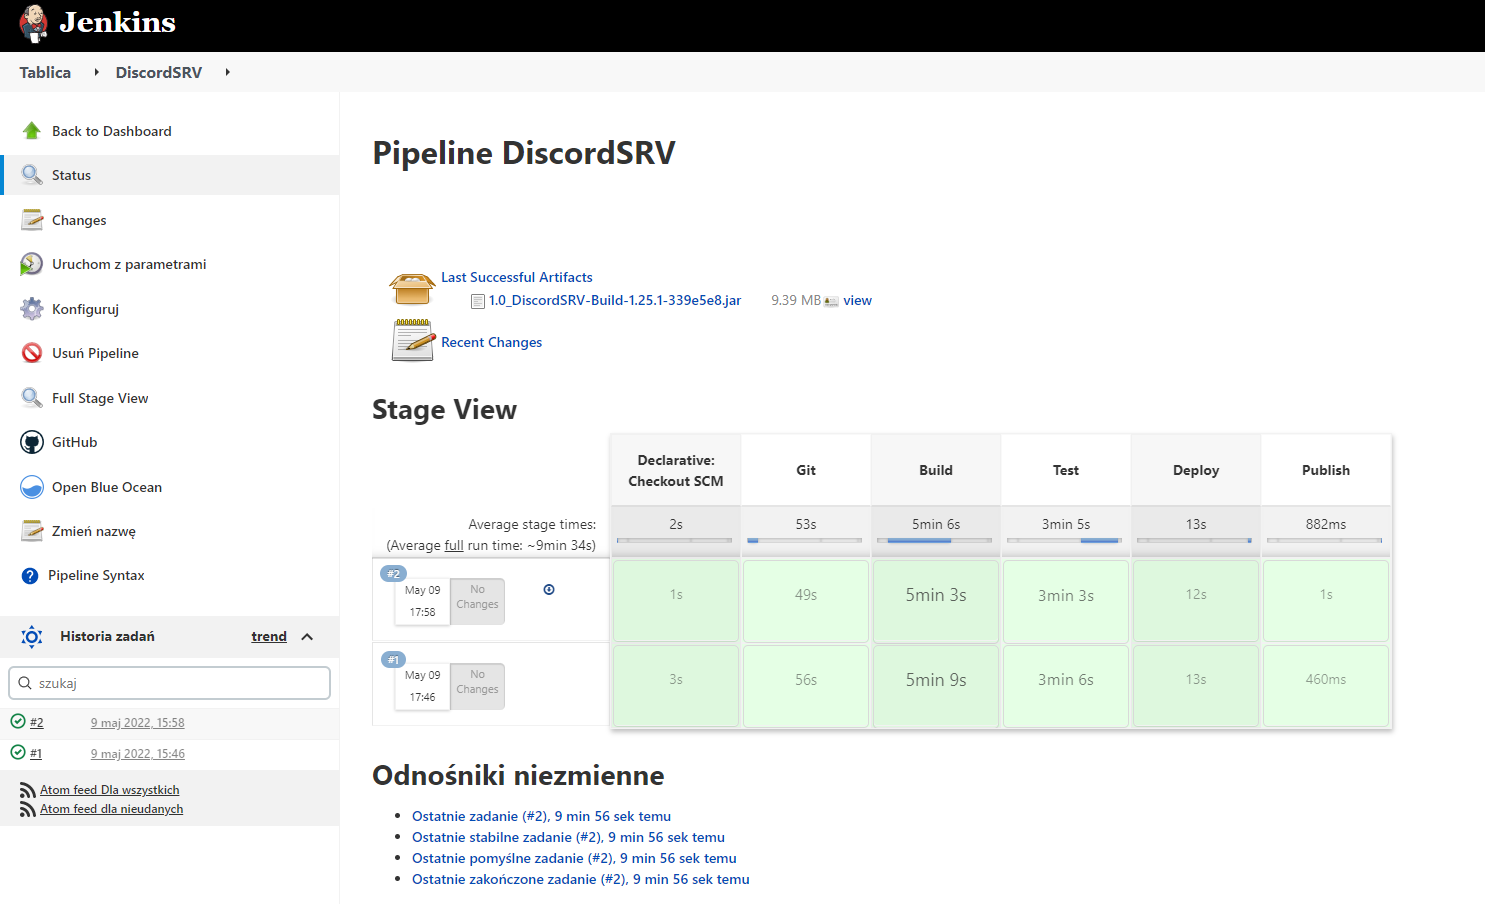 Jenkins
Tablica
DiscordSRV
Back to Dashboard
Status
Changes
Uruchom z parametrami
Konfiguruj
Usuń Pipeline
Full Stage View
GitHub
Open Blue Ocean
Zmień nazwę
? Pipeline Syntax
Historia zadań trend
szukaj
#2 9 maj 2022, 15:58
#1 9 maj 2022, 15:46
Atom feed Dla wszystkich
Atom feed dla nieudanych
Pipeline DiscordSRV
Last Successful Artifacts
1.0_DiscordSRV-Build-1.25.1-339e5e8.jar 9.39 MB view
Recent Changes
Stage View
Declarative:
Checkout SCM
Git
Build
Test
Deploy
Publish
Average stage times:
(Average full run time: ~9min 34s)
2s
53s
5min 6s
3min 5s
13s
882ms
#2
May 09
17:58
No
Changes
1s
49s
5min 3s
3min 3s
12s
1s
#1
May 09
17:46
No
Changes
3s
56s
5min 9s
3min 6s
13s
460ms
Odnośniki niezmienne
Ostatnie zadanie (#2), 9 min 56 sek temu
Ostatnie stabilne zadanie (#2), 9 min 56 sek temu
Ostatnie pomyślne zadanie (#2), 9 min 56 sek temu
Ostatnie zakończone zadanie (#2), 9 min 56 sek temu